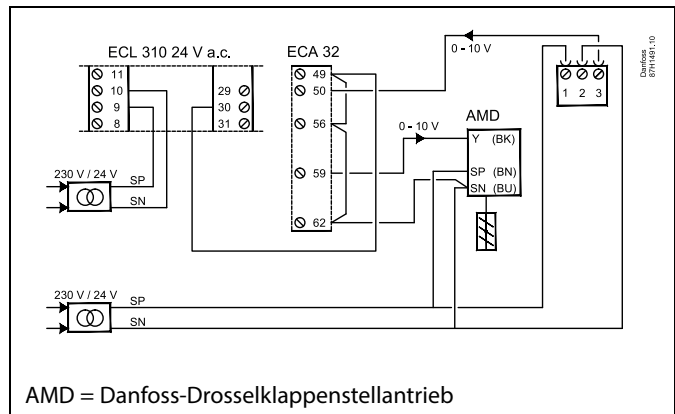 ECL 310 24 V a.c.
ECA 32
0 - 10 V
Danfoss
87H1491.10
11
10
9
8
29
30
31
49
50
56
59
62
1 2 3
AMD
0 - 10 V
Y (BK)
SP (BN)
SN (BU)
230 V / 24 V
SP
SN
230 V / 24 V
SP
SN
AMD = Danfoss-Drosselklappenstellantrieb